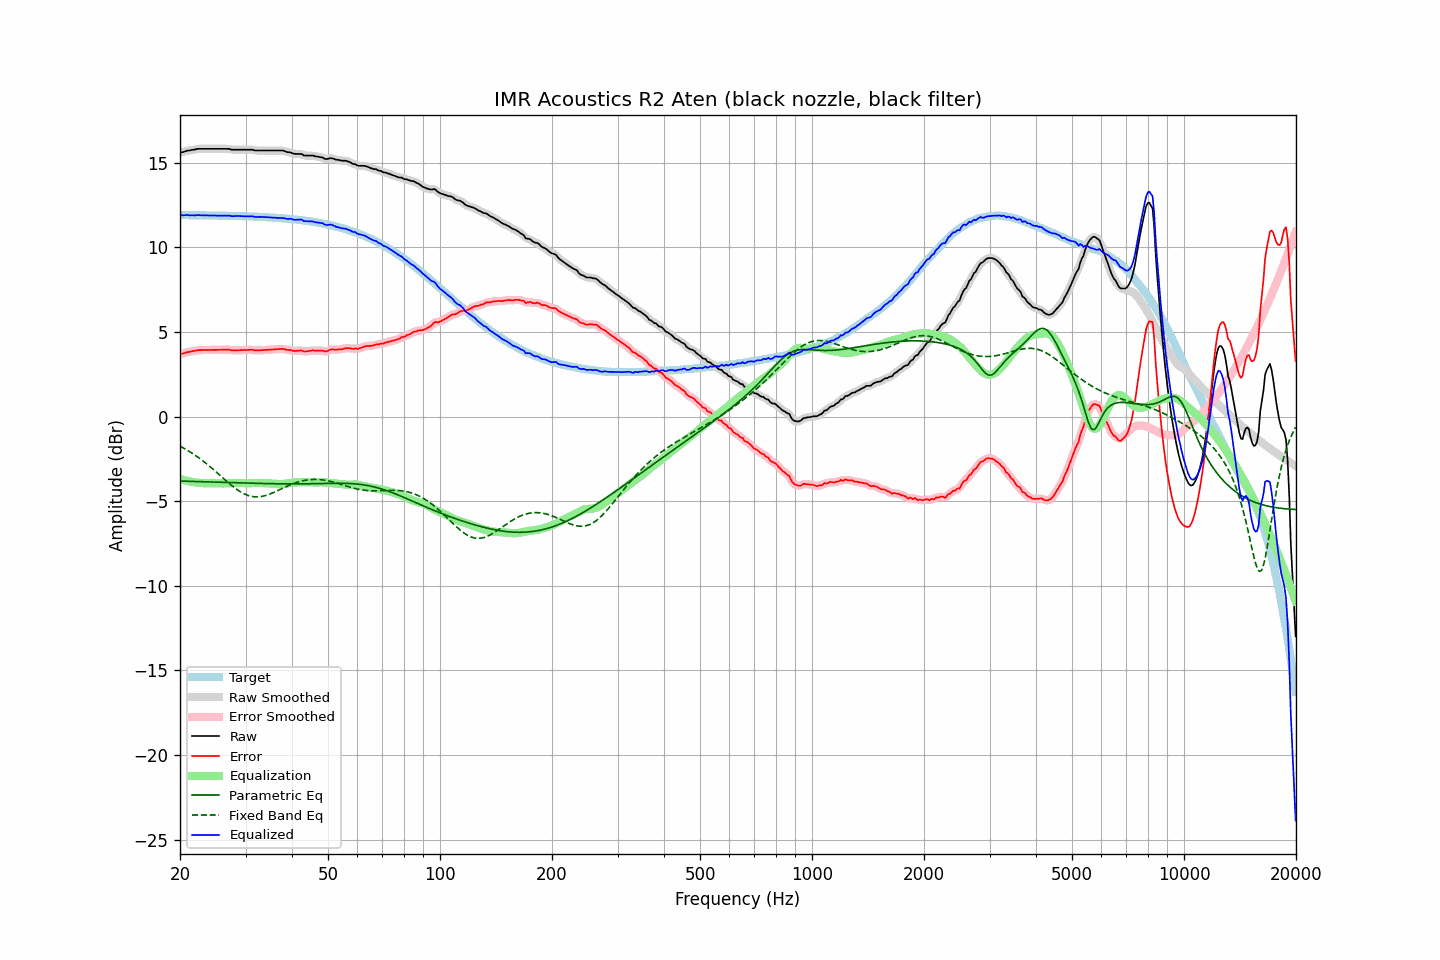 IMR Acoustics R2 Aten (black nozzle, black filter)
Amplitude (dBr)
15
10
5
0
−5
−10
−15
−20
−25
Target
Raw Smoothed
Error Smoothed
Raw
Error
Equalization
Parametric Eq
Fixed Band Eq
Equalized
20 50 100 200 500 1000 2000 5000 10000 20000
Frequency (Hz)